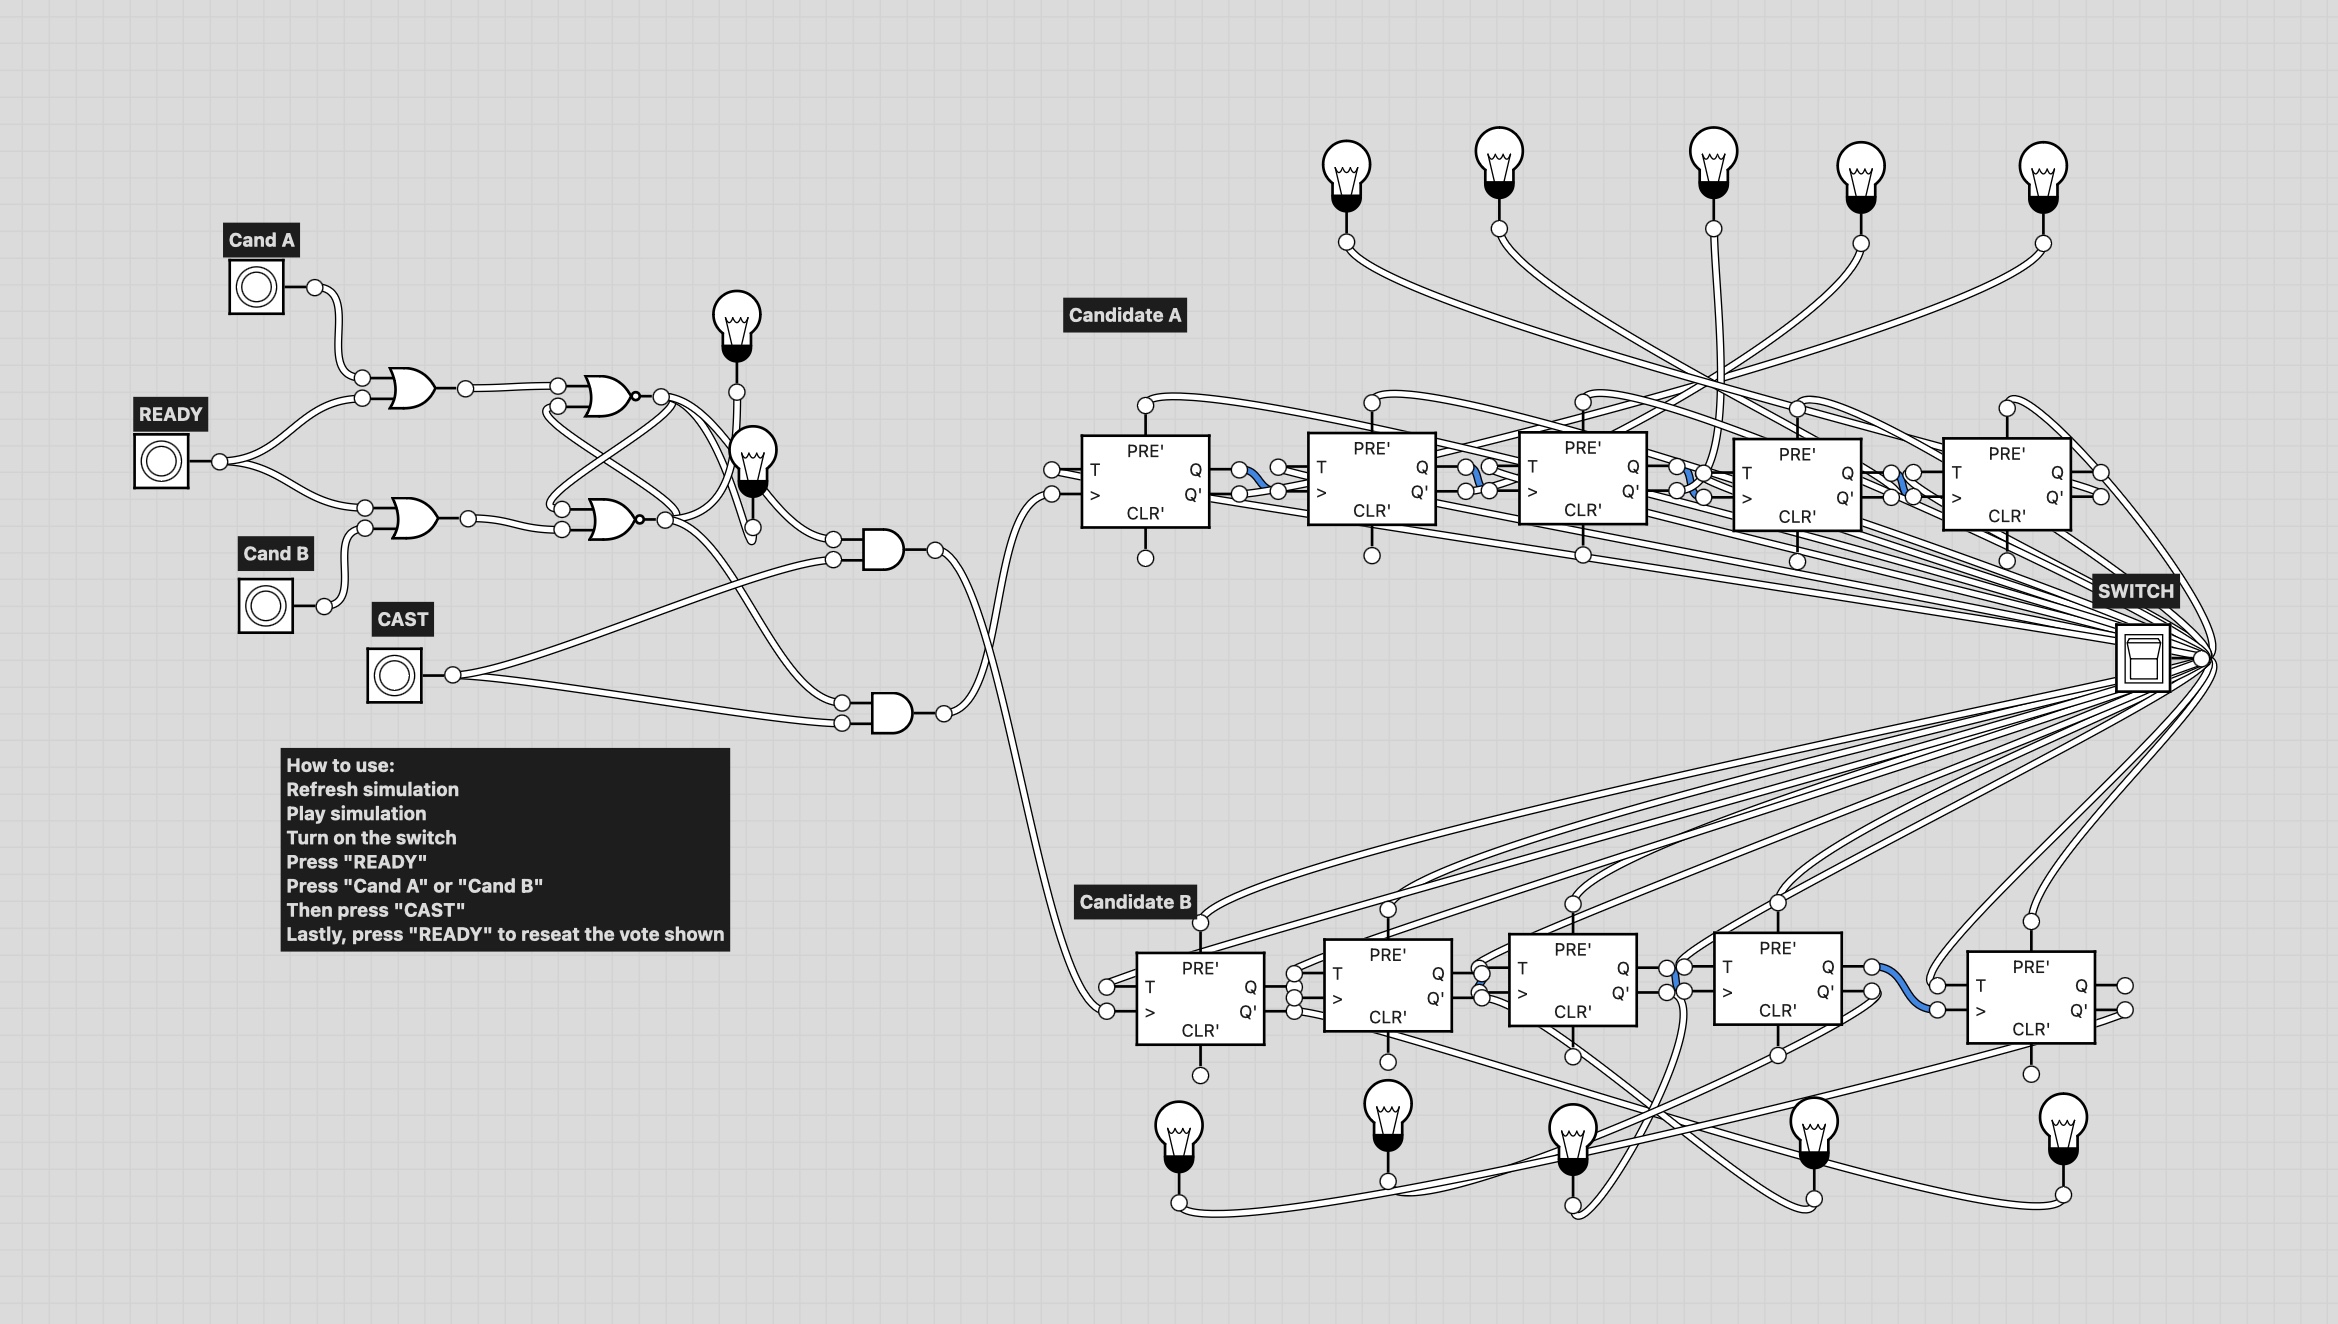 Cand A
READY
Cand B
CAST
How to use:
Refresh simulation
Play simulation
Turn on the switch
Press "READY"
Press "Cand A" or "Cand B"
Then press "CAST"
Lastly, press "READY" to reseat the vote shown
Candidate A
PRE'
T Q
> Q'
CLR'
PRE'
T Q
> Q'
CLR'
PRE'
T Q
> Q'
CLR'
PRE'
T Q
> Q'
CLR'
PRE'
T Q
> Q'
CLR'
SWITCH
Candidate B
PRE'
T Q
> Q'
CLR'
PRE'
T Q
> Q'
CLR'
PRE'
T Q
> Q'
CLR'
PRE'
T Q
> Q'
CLR'
PRE'
T Q
> Q'
CLR'